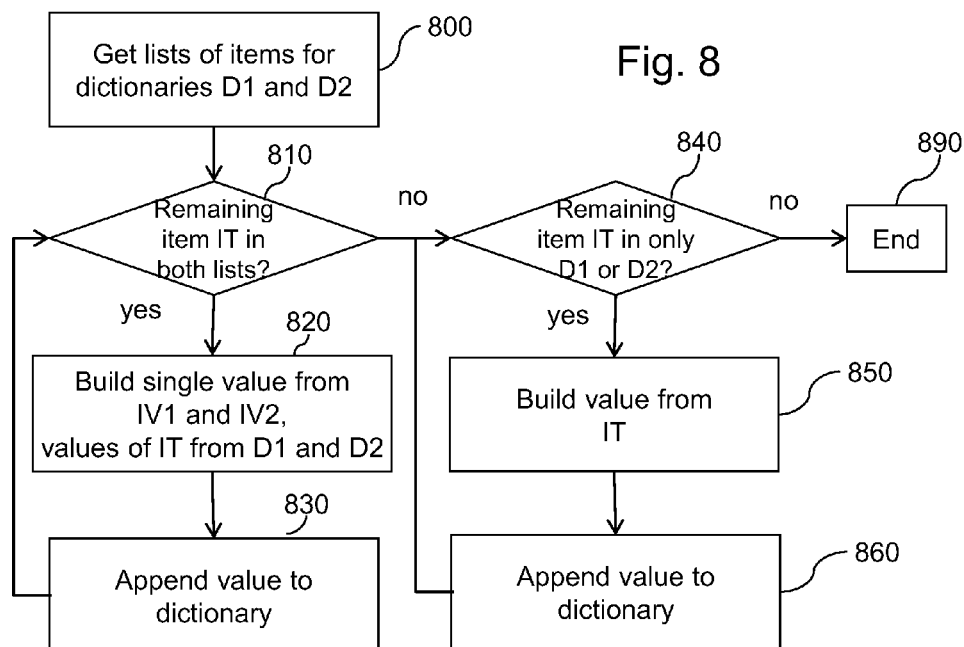 800
Get lists of items for
dictionaries D1 and D2
Fig. 8
810
Remaining
item IT in
both lists?
no
yes
820
Build single value from
IV1 and IV2,
values of IT from D1 and D2
830
Append value to
dictionary
840
Remaining
item IT in only
D1 or D2?
no
890
End
yes
850
Build value from
IT
860
Append value to
dictionary